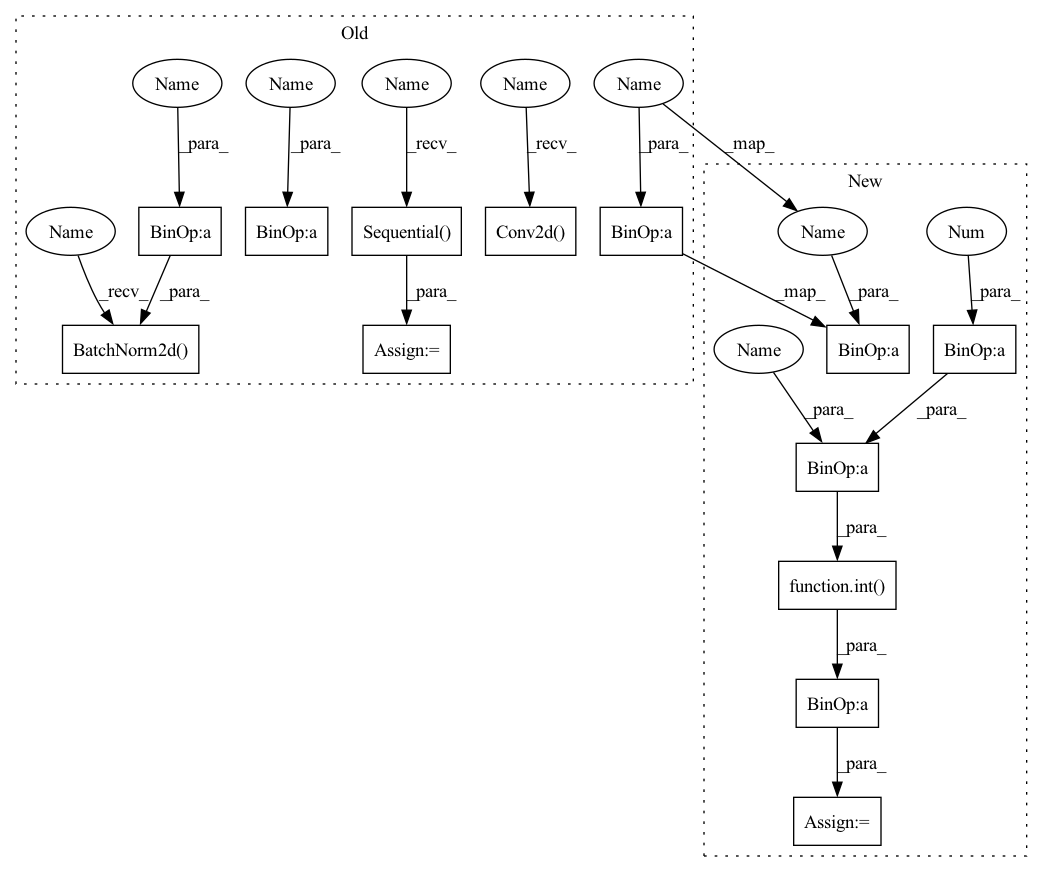 Old
Name Name Name Name Name
_para_ _para_ _recv_ _recv_ _para_ _map_
New
Name BinOp:a BinOp:a Sequential() Conv2d() BinOp:a Name Num
_recv_ _para_ _para_ _map_ _para_ _para_
BatchNorm2d() Assign:= Name BinOp:a BinOp:a
_para_ _para_
BinOp:a
_para_
function.int()
_para_
BinOp:a
_para_
Assign:=